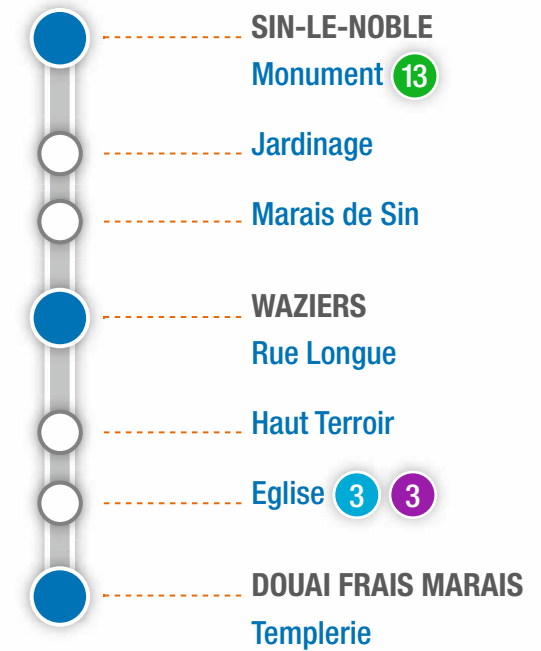 SIN-LE-NOBLE
Monument 13
Jardinage
Marais de Sin
WAZIERS
Rue Longue
Haut Terroir
Eglise 3 3
DOUAI FRAIS MARAIS
Templerie